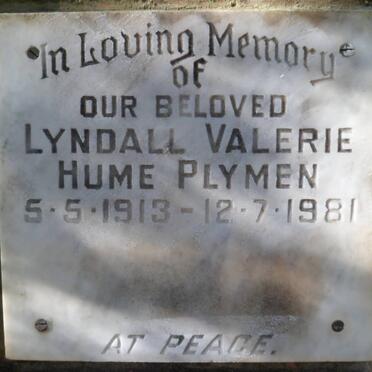 In Loving Memory
OF
OUR BELOVED
LYNDALL VALERIE
HUME PLYMEN
5·5·1913 – 12·7·1981
AT PEACE.